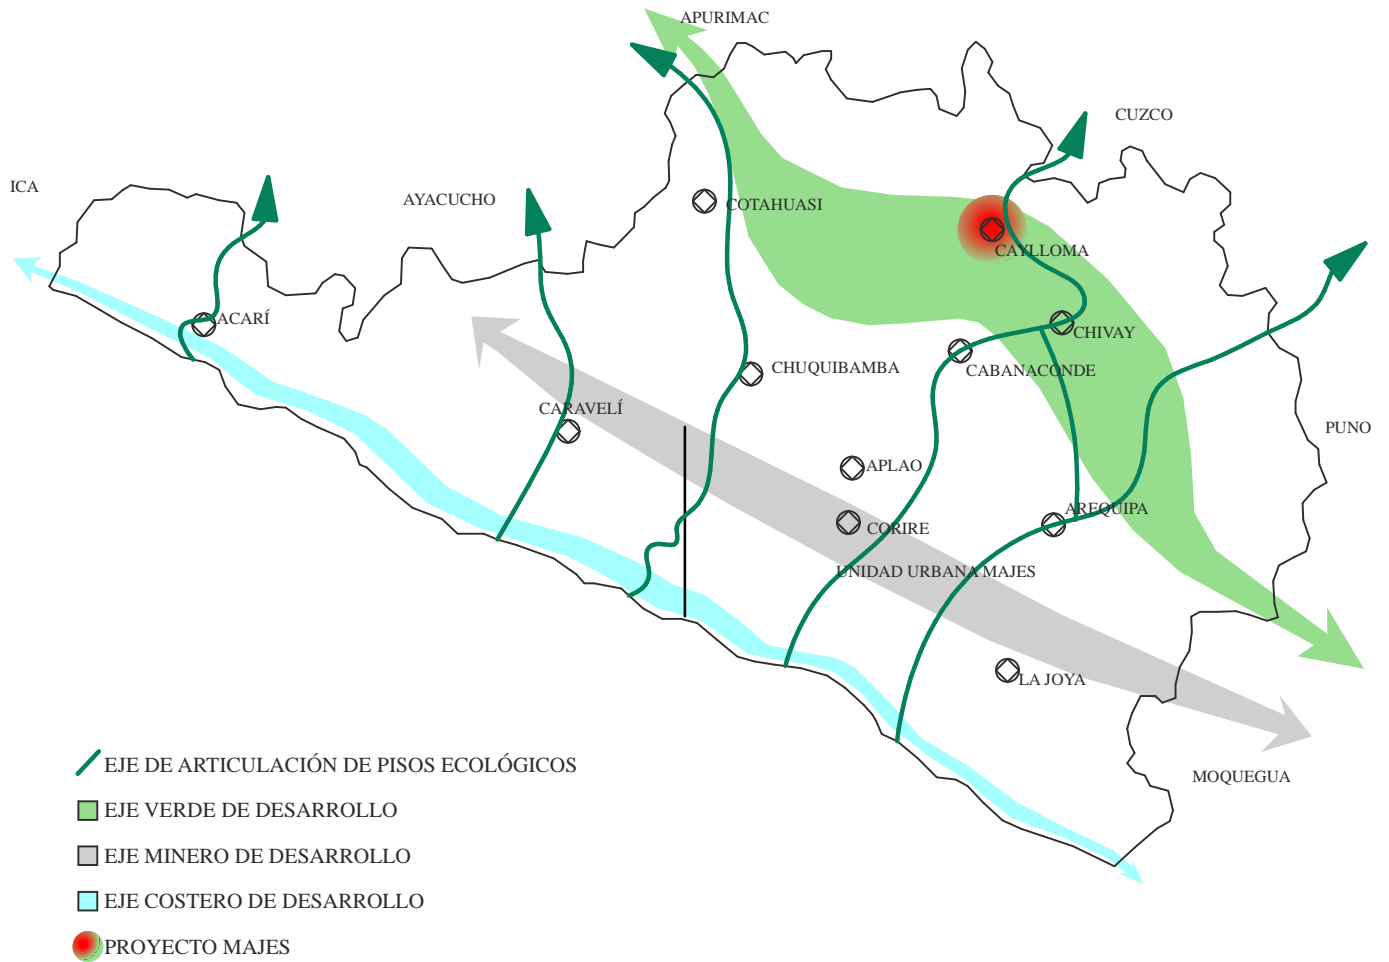 APURIMAC
CUZCO
ICA
AYACUCHO
COTAHUASI
CAYLLOMA
ACARÍ
CHIVAY
CHUQUIBAMBA
CABANACONDE
CARAVELÍ
PUNO
APLAO
AREQUIPA
CORIRE
UNIDAD URBANA MAJES
LA JOYA
MOQUEGUA
EJE DE ARTICULACIÓN DE PISOS ECOLÓGICOS
EJE VERDE DE DESARROLLO
EJE MINERO DE DESARROLLO
EJE COSTERO DE DESARROLLO
PROYECTO MAJES